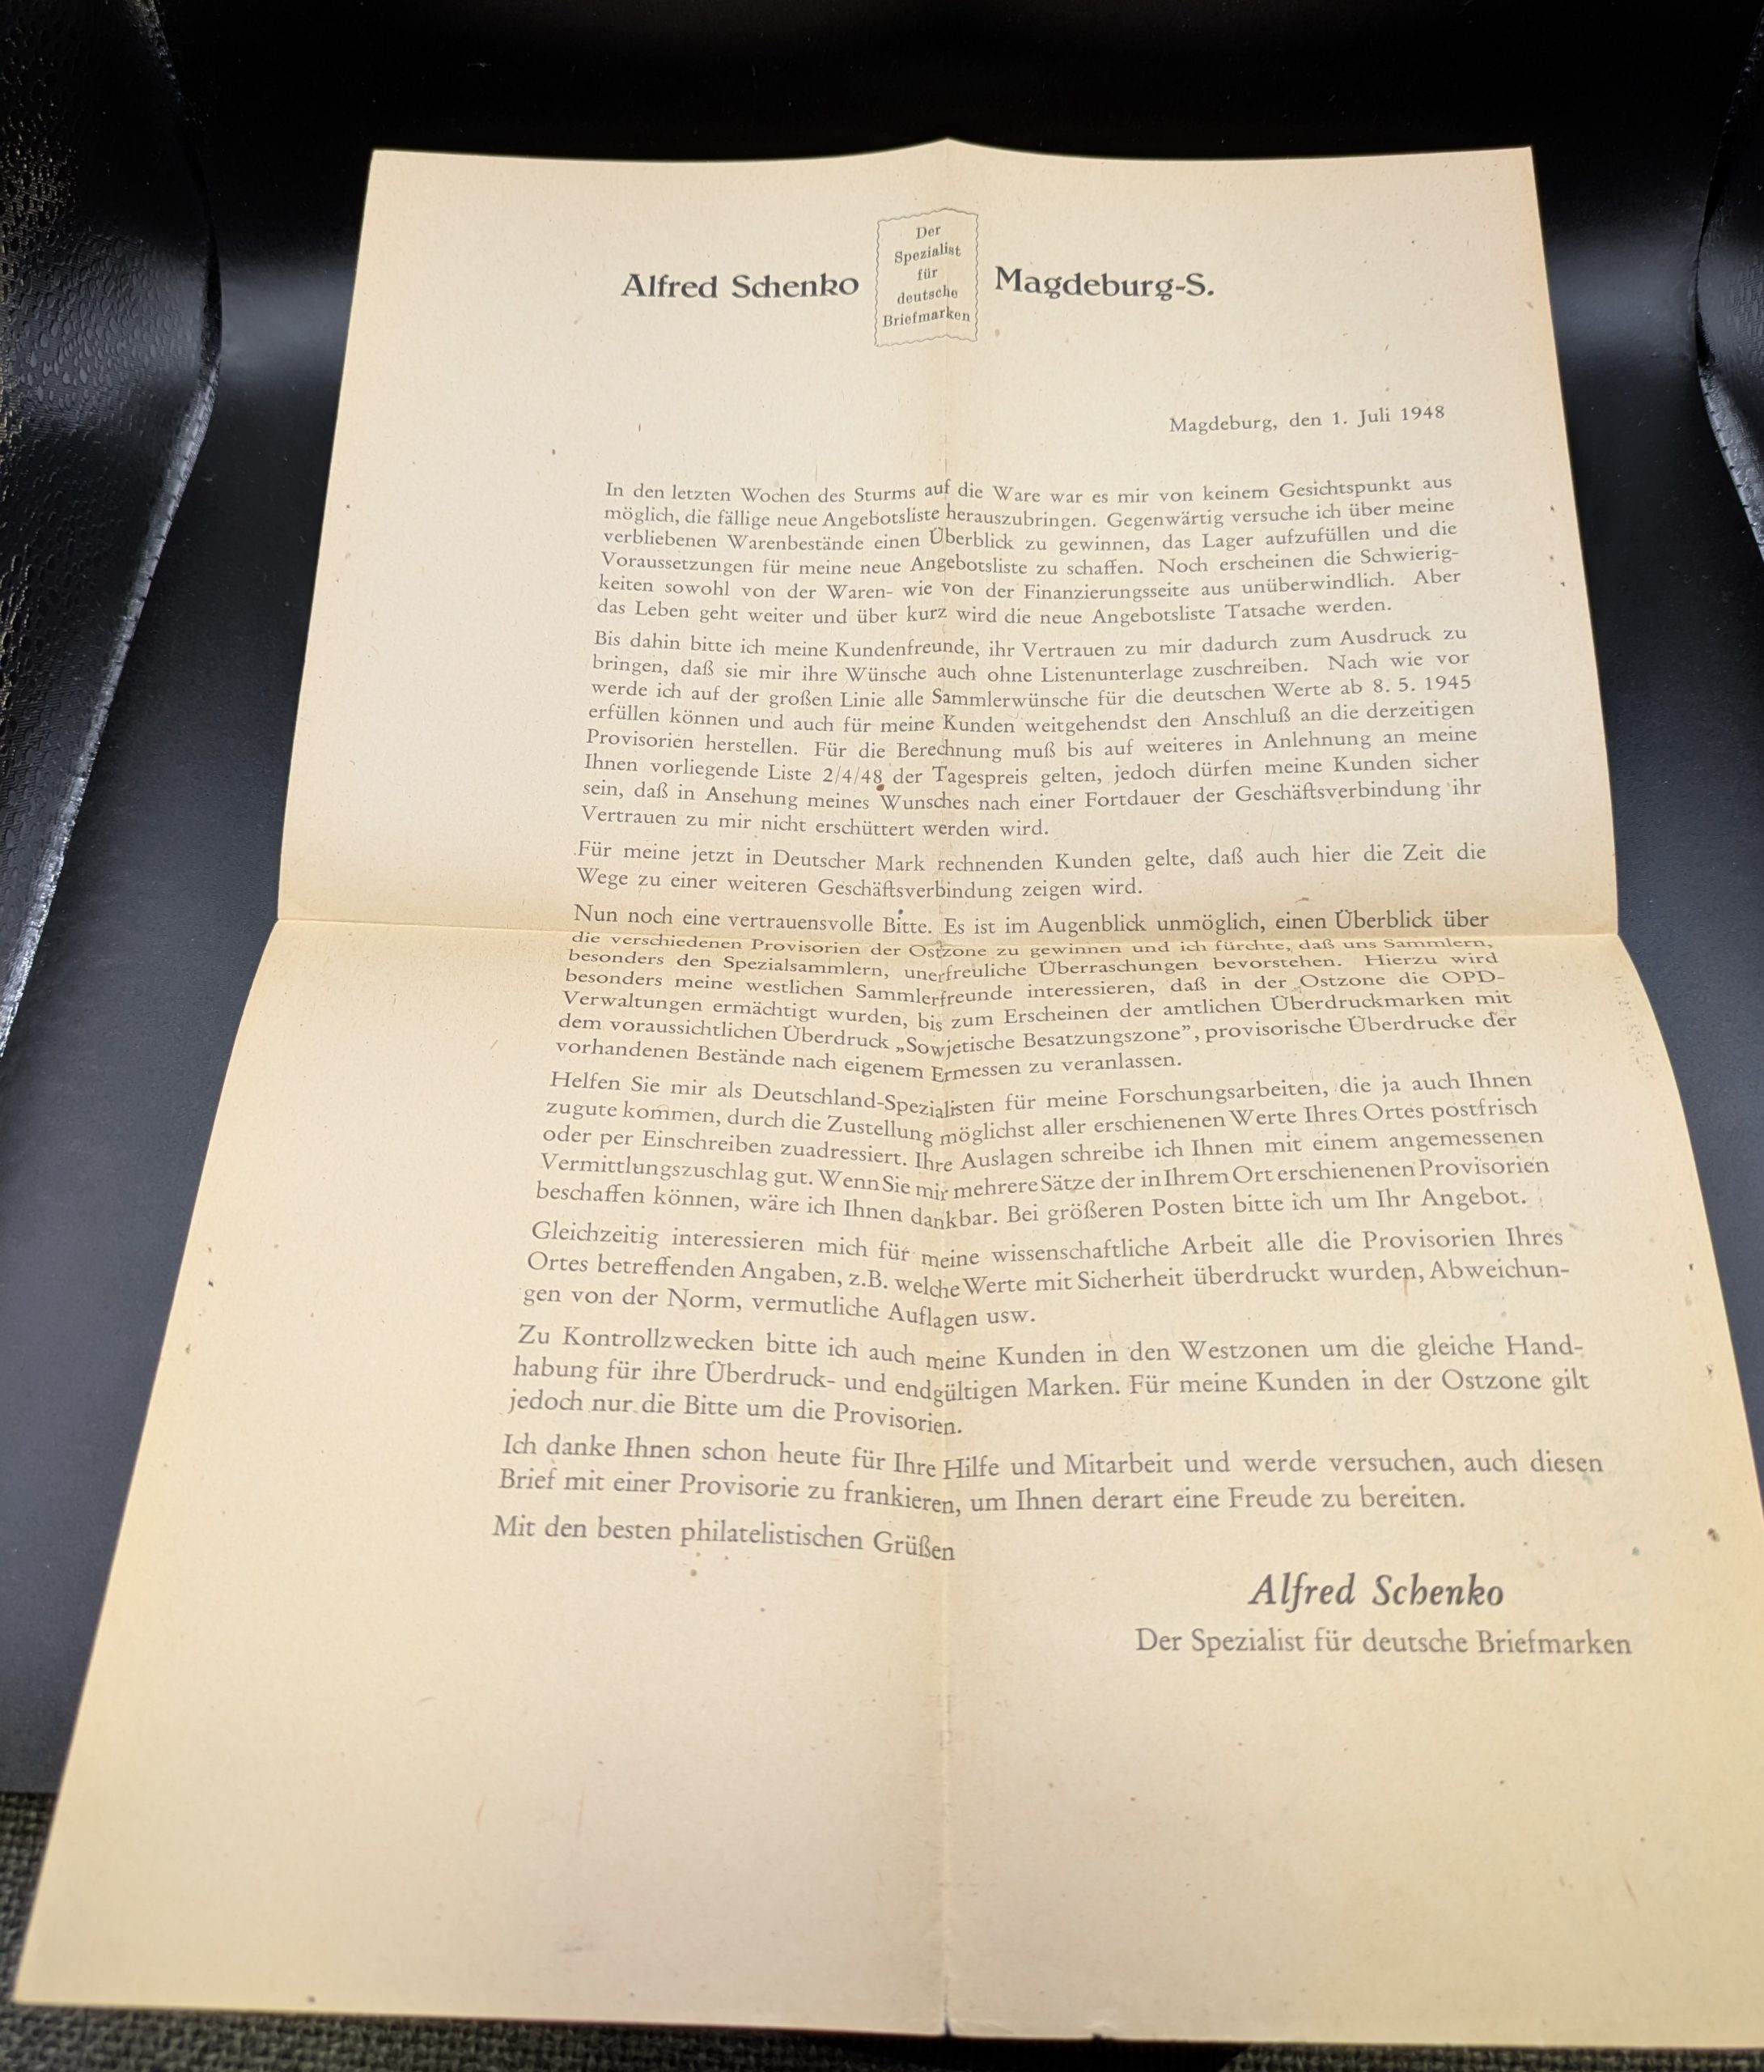 Alfred Schenko
Der
Spezialist
für
deutsche
Briefmarken
Magdeburg-S.
Magdeburg, den 1. Juli 1948
In den letzten Wochen des Sturms auf die Ware war es mir von keinem Gesichtspunkt aus
möglich, die fällige neue Angebotsliste herauszubringen. Gegenwärtig versuche ich über meine
verbliebenen Warenbestände einen Überblick zu gewinnen, das Lager aufzufüllen und die
Voraussetzungen für meine neue Angebotsliste zu schaffen. Noch erscheinen die Schwierig-
keiten sowohl von der Waren- wie von der Finanzierungsseite aus unüberwindlich. Aber
das Leben geht weiter und über kurz wird die neue Angebotsliste Tatsache werden.
Bis dahin bitte ich meine Kundenfreunde, ihr Vertrauen zu mir dadurch zum Ausdruck zu
bringen, daß sie mir ihre Wünsche auch ohne Listenunterlage zuschreiben. Nach wie vor
werde ich auf der großen Linie alle Sammlerwünsche für die deutschen Werte ab 8. 5. 1945
erfüllen können und auch für meine Kunden weitgehendst den Anschluß an die derzeitigen
Provisorien herstellen. Für die Berechnung muß bis auf weiteres in Anlehnung an meine
Ihnen vorliegende Liste 2/4/48 der Tagespreis gelten, jedoch dürfen meine Kunden sicher
sein, daß in Ansehung meines Wunsches nach einer Fortdauer der Geschäftsverbindung ihr
Vertrauen zu mir nicht erschüttert werden wird.
Für meine jetzt in Deutscher Mark rechnenden Kunden gelte, daß auch hier die Zeit die
Wege zu einer weiteren Geschäftsverbindung zeigen wird.
Nun noch eine vertrauensvolle Bitte. Es ist im Augenblick unmöglich, einen Überblick über
die verschiedenen Provisorien der Ostzone zu gewinnen und ich fürchte, daß uns Sammlern,
besonders den Spezialsammlern, unerfreuliche Überraschungen bevorstehen. Hierzu wird
besonders meine westlichen Sammlerfreunde interessieren, daß in der Ostzone die OPD-
Verwaltungen ermächtigt wurden, bis zum Erscheinen der amtlichen Überdruckmarken mit
dem voraussichtlichen Überdruck „Sowjetische Besatzungszone”, provisorische Überdrucke der
vorhandenen Bestände nach eigenem Ermessen zu veranlassen.
Helfen Sie mir als Deutschland-Spezialisten für meine Forschungsarbeiten, die ja auch Ihnen
zugute kommen, durch die Zustellung möglichst aller erschienenen Werte Ihres Ortes postfrisch
oder per Einschreiben zuadressiert. Ihre Auslagen schreibe ich Ihnen mit einem angemessenen
Vermittlungszuschlag gut. Wenn Sie mir mehrere Sätze der in Ihrem Ort erschienenen Provisorien
beschaffen können, wäre ich Ihnen dankbar. Bei größeren Posten bitte ich um Ihr Angebot.
Gleichzeitig interessieren mich für meine wissenschaftliche Arbeit alle die Provisorien Ihres
Ortes betreffenden Angaben, z.B. welche Werte mit Sicherheit überdruckt wurden, Abweichun-
gen von der Norm, vermutliche Auflagen usw.
Zu Kontrollzwecken bitte ich auch meine Kunden in den Westzonen um die gleiche Hand-
habung für ihre Überdruck- und endgültigen Marken. Für meine Kunden in der Ostzone gilt
jedoch nur die Bitte um die Provisorien.
Ich danke Ihnen schon heute für Ihre Hilfe und Mitarbeit und werde versuchen, auch diesen
Brief mit einer Provisorie zu frankieren, um Ihnen derart eine Freude zu bereiten.
Mit den besten philatelistischen Grüßen
Alfred Schenko
Der Spezialist für deutsche Briefmarken